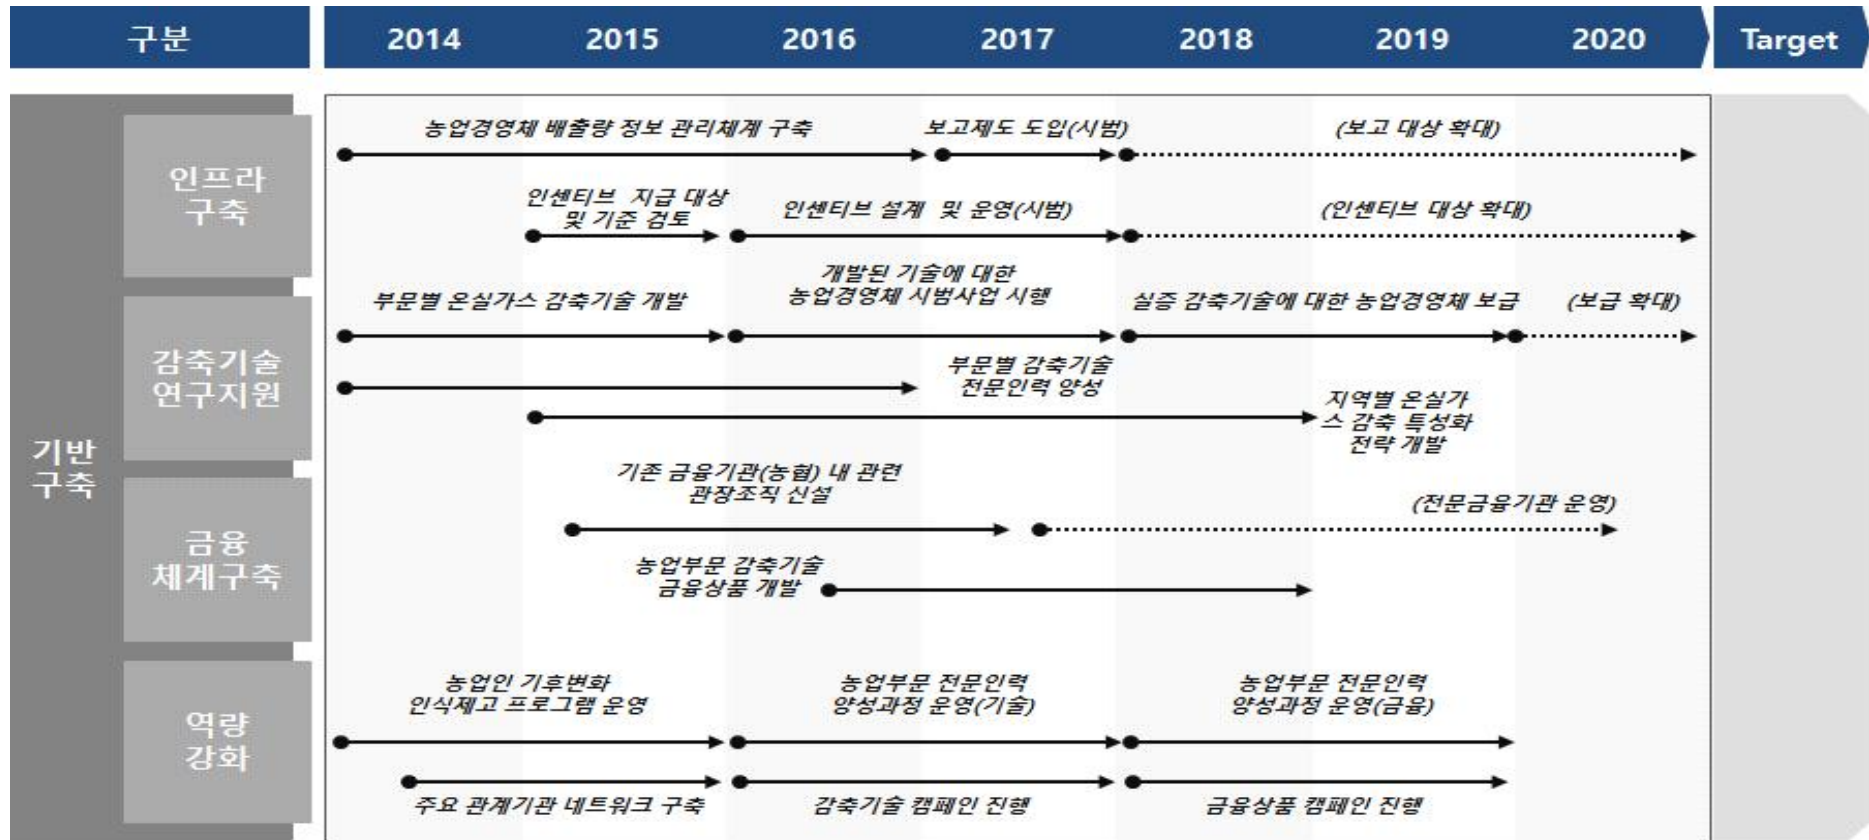 구분
2014
2015
2016
2017
2018
2019
2020
Target
기반
구축
인프라
구축
농업경영체 배출량 정보 관리체계 구축
보고제도 도입(시범)
(보고 대상 확대)
인센티브 지급 대상
및 기준 검토
인센티브 설계 및 운영(시범)
(인센티브 대상 확대)
감축기술
연구지원
부문별 온실가스 감축기술 개발
개발된 기술에 대한
농업경영체 시범사업 시행
실증 감축기술에 대한 농업경영체 보급
(보급 확대)
부문별 감축기술
전문인력 양성
지역별 온실가
스 감축 특성화
전략 개발
금융
체계구축
기존 금융기관(농협) 내 관련
관장조직 신설
(전문금융기관 운영)
농업부문 감축기술
금융상품 개발
역량
강화
농업인 기후변화
인식제고 프로그램 운영
농업부문 전문인력
양성과정 운영(기술)
농업부문 전문인력
양성과정 운영(금융)
주요 관계기관 네트워크 구축
감축기술 캠페인 진행
금융상품 캠페인 진행